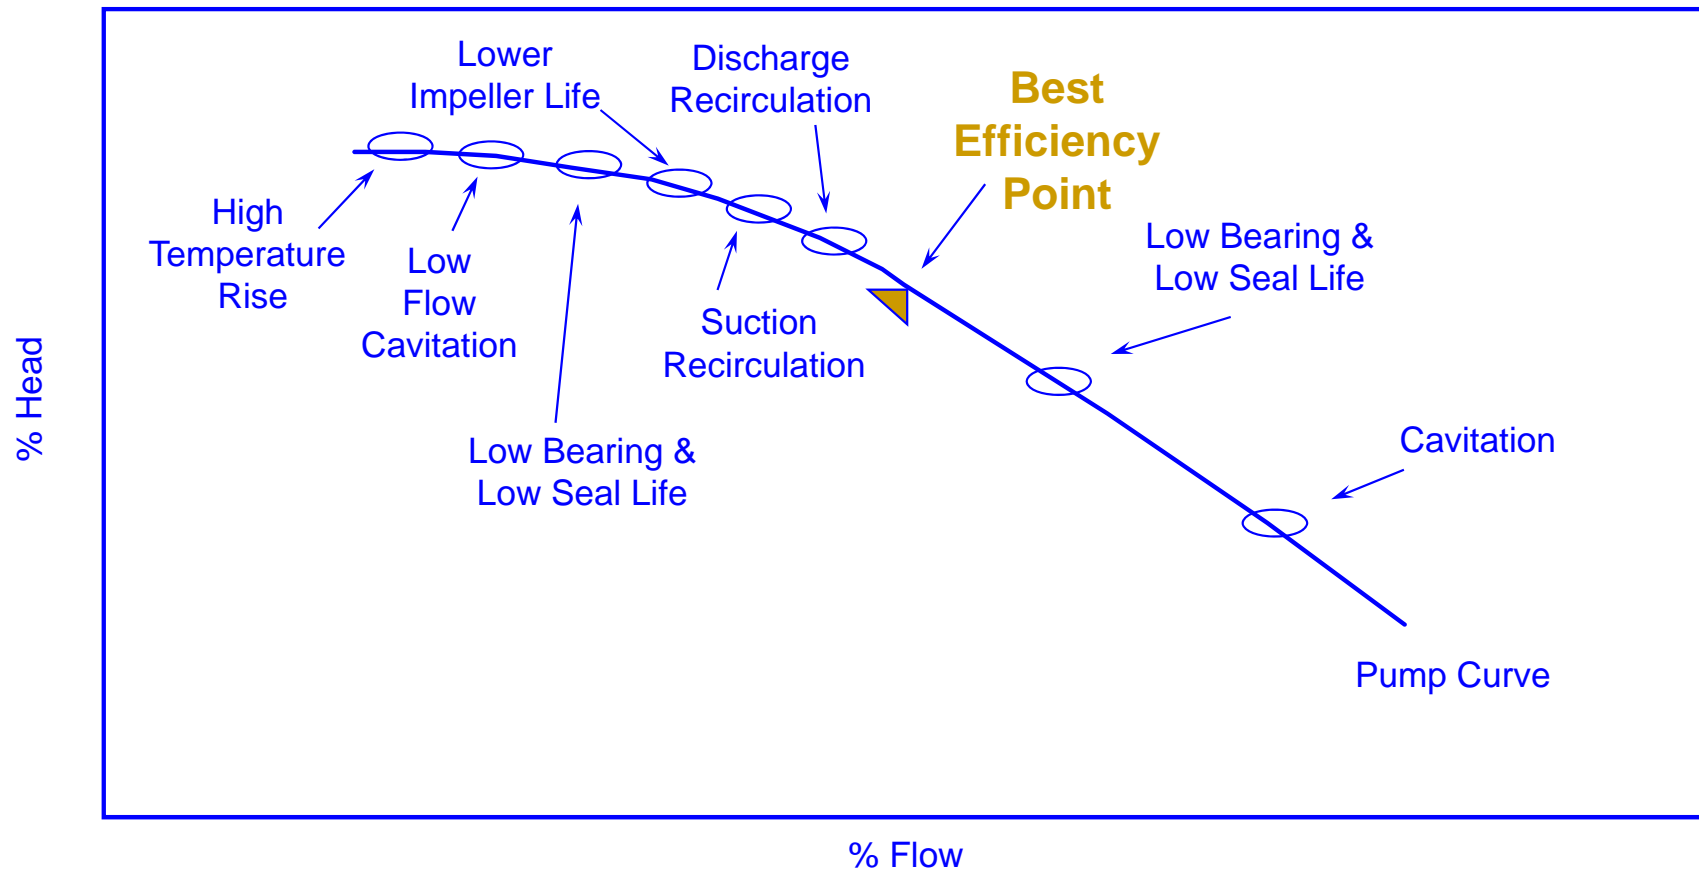 Lower
Impeller Life
Discharge
Recirculation
Best
Efficiency
Point
High
Temperature
Rise
Low
Flow
Cavitation
Low Bearing &
Low Seal Life
Suction
Recirculation
Low Bearing &
Low Seal Life
Cavitation
Pump Curve
% Head
% Flow